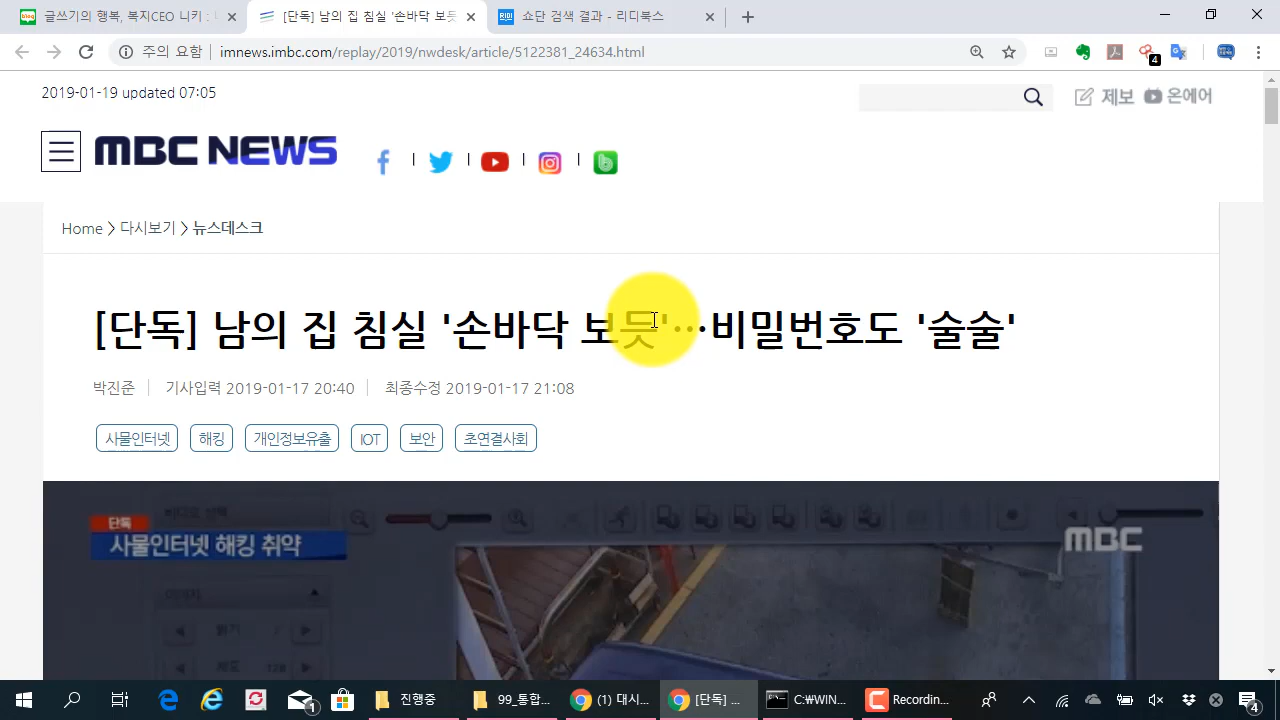 글쓰기의 행복, 복지CEO 니키 : 네
[단독] 남의 집 침실 '손바닥 보듯
RIDI
쇼단 검색 결과 - 리디북스
주의 요함
imnews.imbc.com/replay/2019/nwdesk/article/5122381_24634.html
4
2019-01-19 updated 07:05
제보
온에어
MBC NEWS
Home > 다시보기 > 뉴스데스크
[단독] 남의 집 침실 '손바닥 보듯'…비밀번호도 '술술'
박진준 | 기사입력 2019-01-17 20:40 | 최종수정 2019-01-17 21:08
사물인터넷 해킹 개인정보유출 IOT 보안 초연결사회
단독
사물인터넷 해킹 취약
MBC
밝기
128
1
진행중
99_통합...
(1) 대시...
[단독] ...
C:₩WIN...
Recordin...
4